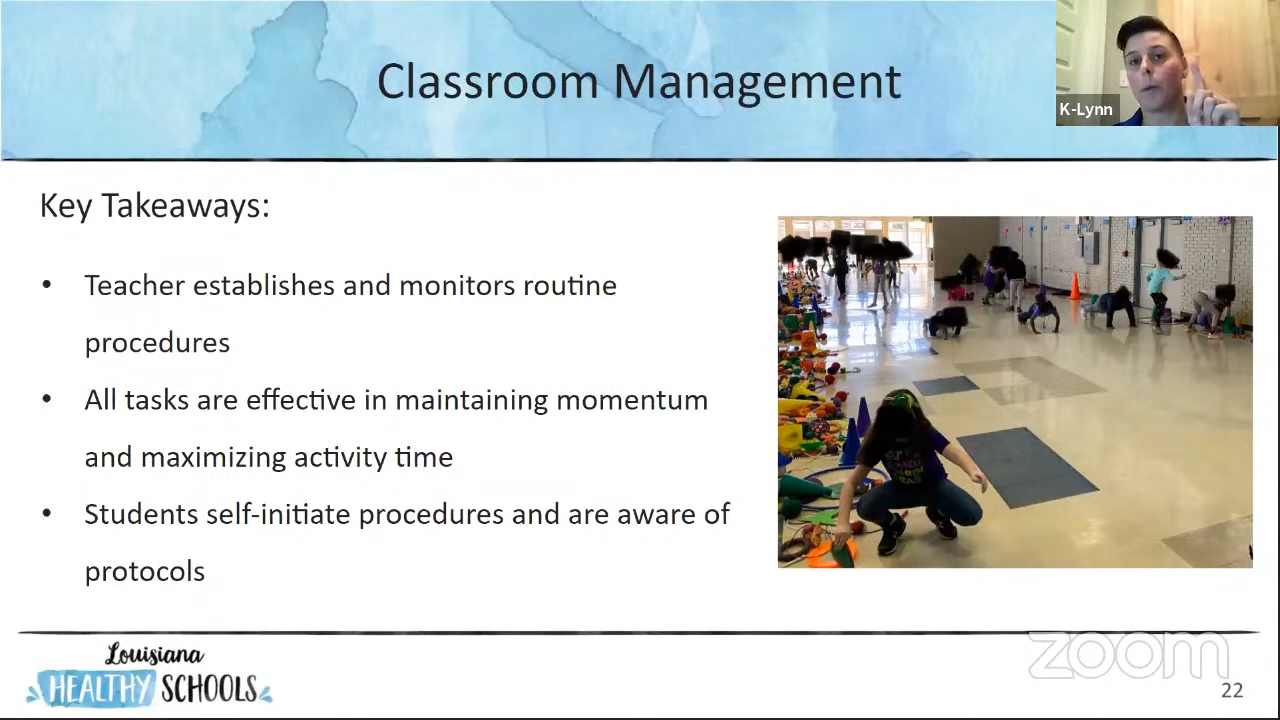 Classroom Management
K-Lynn
Key Takeaways:
• Teacher establishes and monitors routine
procedures
• All tasks are effective in maintaining momentum
and maximizing activity time
• Students self-initiate procedures and are aware of
protocols
Louisiana
HEALTHY SCHOOLS
zoom
22